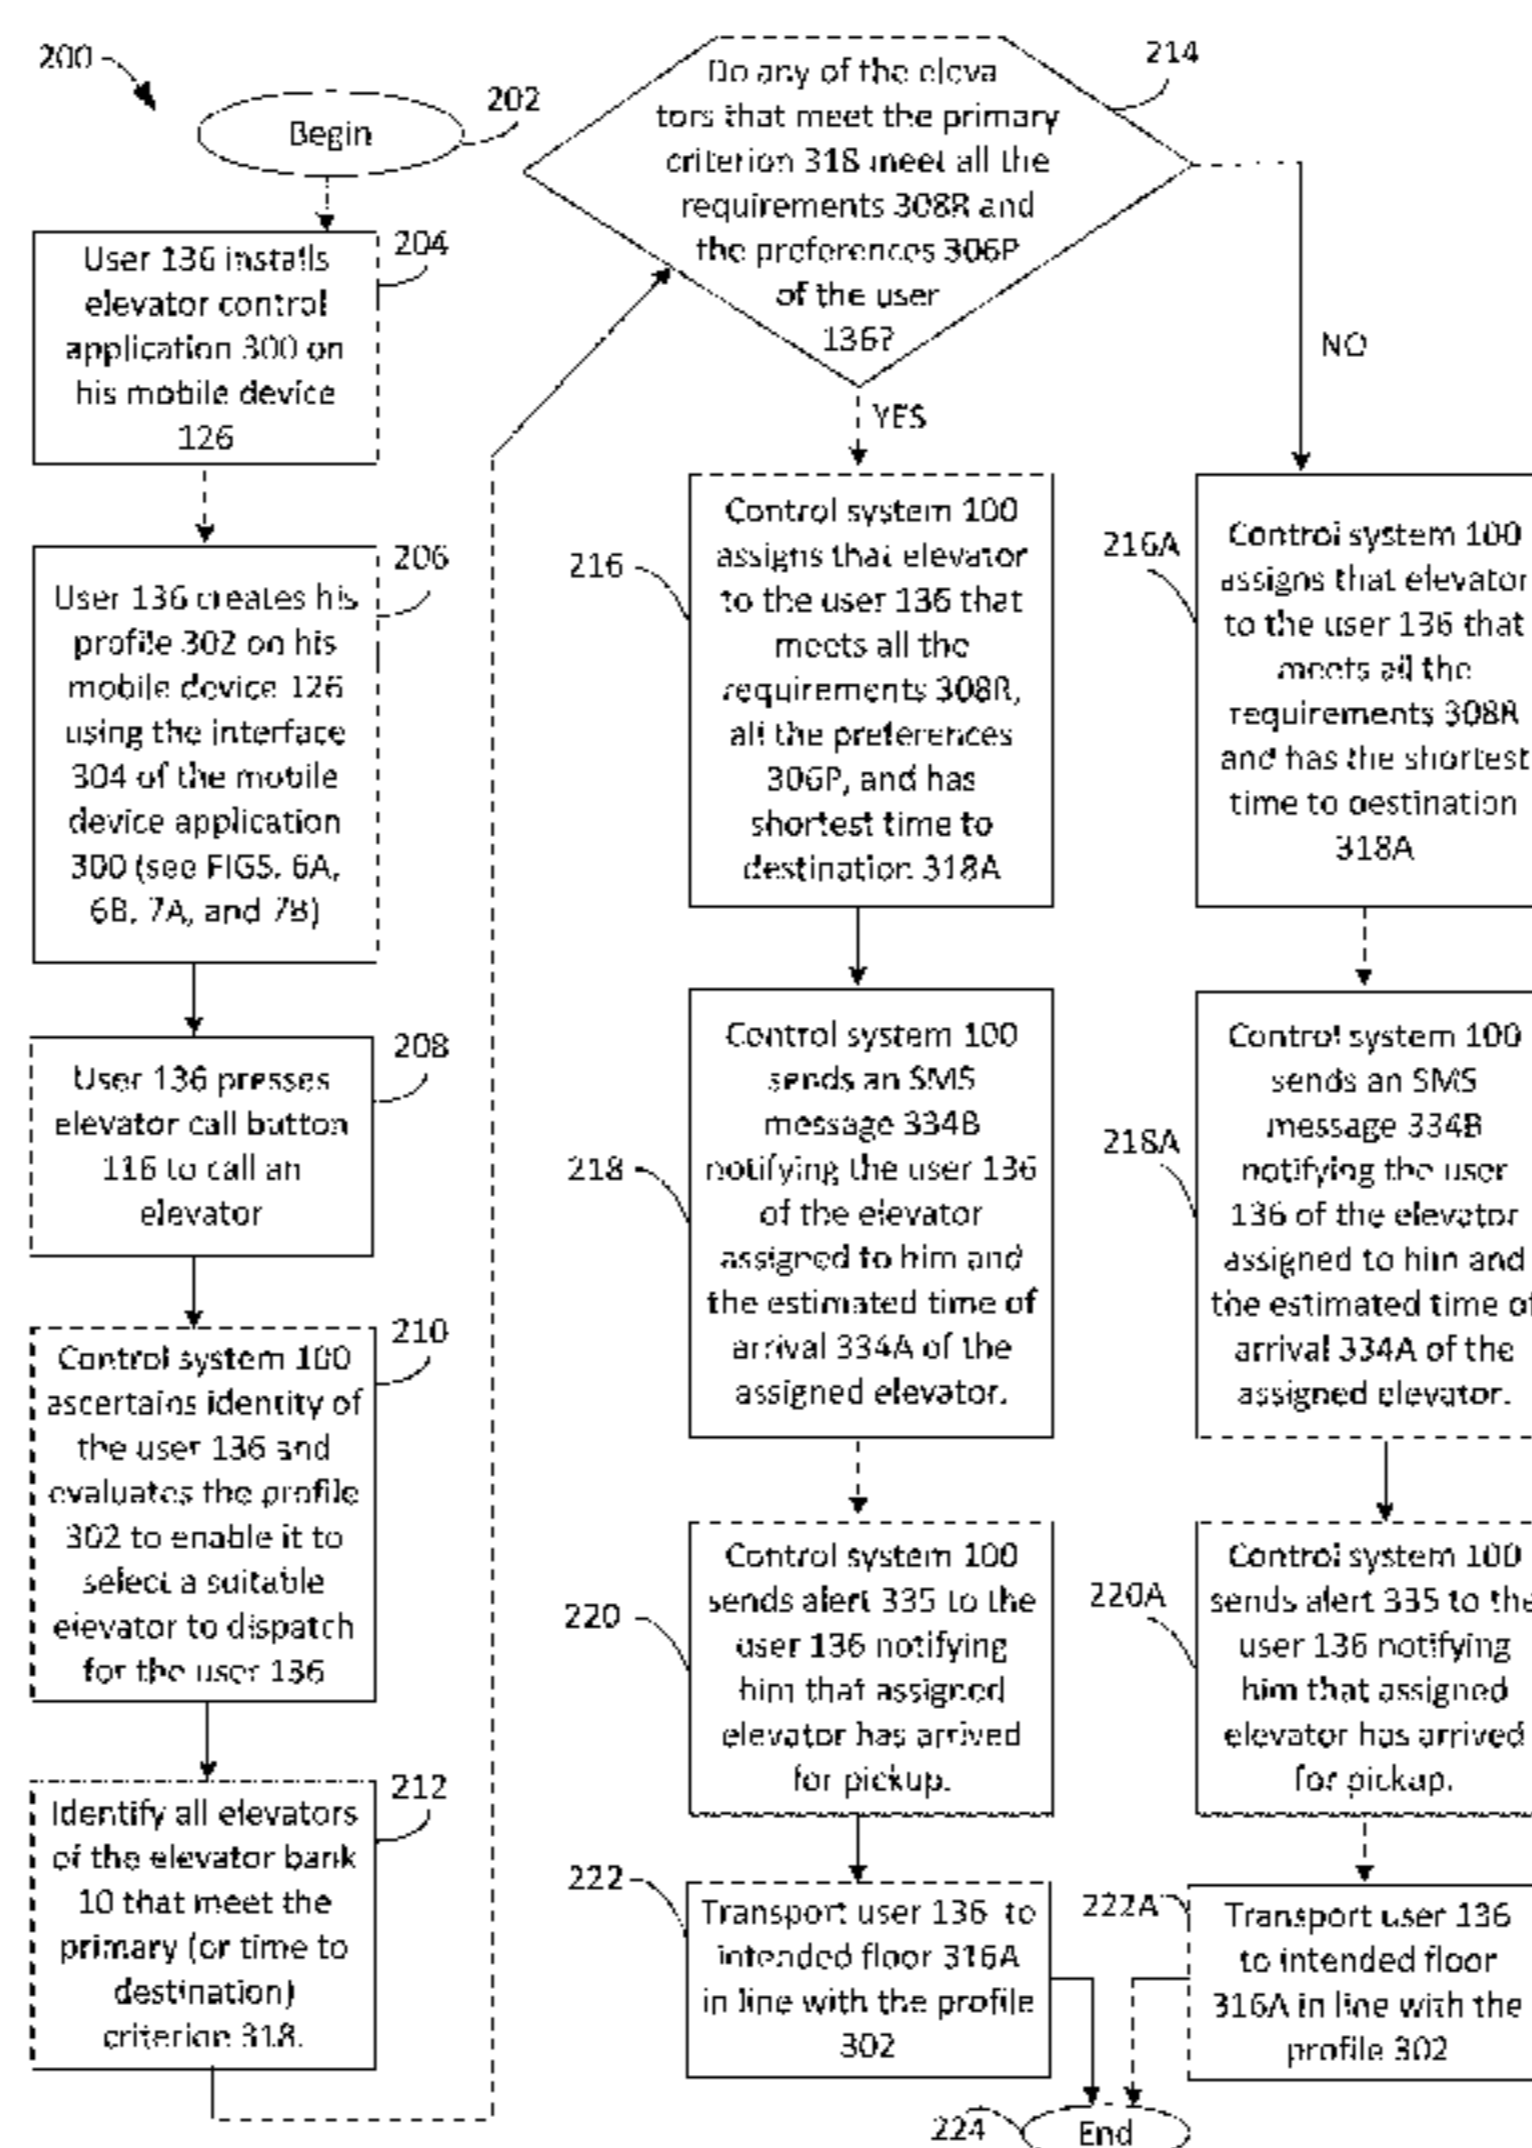 200
202
Begin
204
User 136 installs
elevator control
application 300 on
his mobile device
126
206
User 136 creates his
profile 302 on his
mobile device 126
using the interface
304 of the mobile
device application
300 (see FIGS. 6A,
6B, 7A, and 7B)
208
User 136 presses
elevator call button
116 to call an
elevator
210
Control system 100
ascertains identity of
the user 136 and
evaluates the profile
302 to enable it to
select a suitable
elevator to dispatch
for the user 136
212
Identify all elevators
of the elevator bank
10 that meet the
primary (or time to
destination)
criterion 318.
214
Do any of the eleva
tors that meet the primary
criterion 318 meet all the
requirements 308R and
the preferences 306P
of the user
136?
YES
NO
216
Control system 100
assigns that elevator
to the user 136 that
meets all the
requirements 308R,
all the preferences
306P, and has
shortest time to
destination 318A
218
Control system 100
sends an SMS
message 334B
notifying the user 136
of the elevator
assigned to him and
the estimated time of
arrival 334A of the
assigned elevator.
220
Control system 100
sends alert 335 to the
user 136 notifying
him that assigned
elevator has arrived
for pickup.
222
Transport user 136 to
intended floor 316A
in line with the profile
302
216A
Control system 100
assigns that elevator
to the user 136 that
meets all the
requirements 308R
and has the shortest
time to destination
318A
218A
Control system 100
sends an SMS
message 334B
notifying the user
136 of the elevator
assigned to him and
the estimated time of
arrival 334A of the
assigned elevator.
220A
Control system 100
sends alert 335 to the
user 136 notifying
him that assigned
elevator has arrived
for pickup.
222A
Transport user 136
to intended floor
316A in line with the
profile 302
224
End